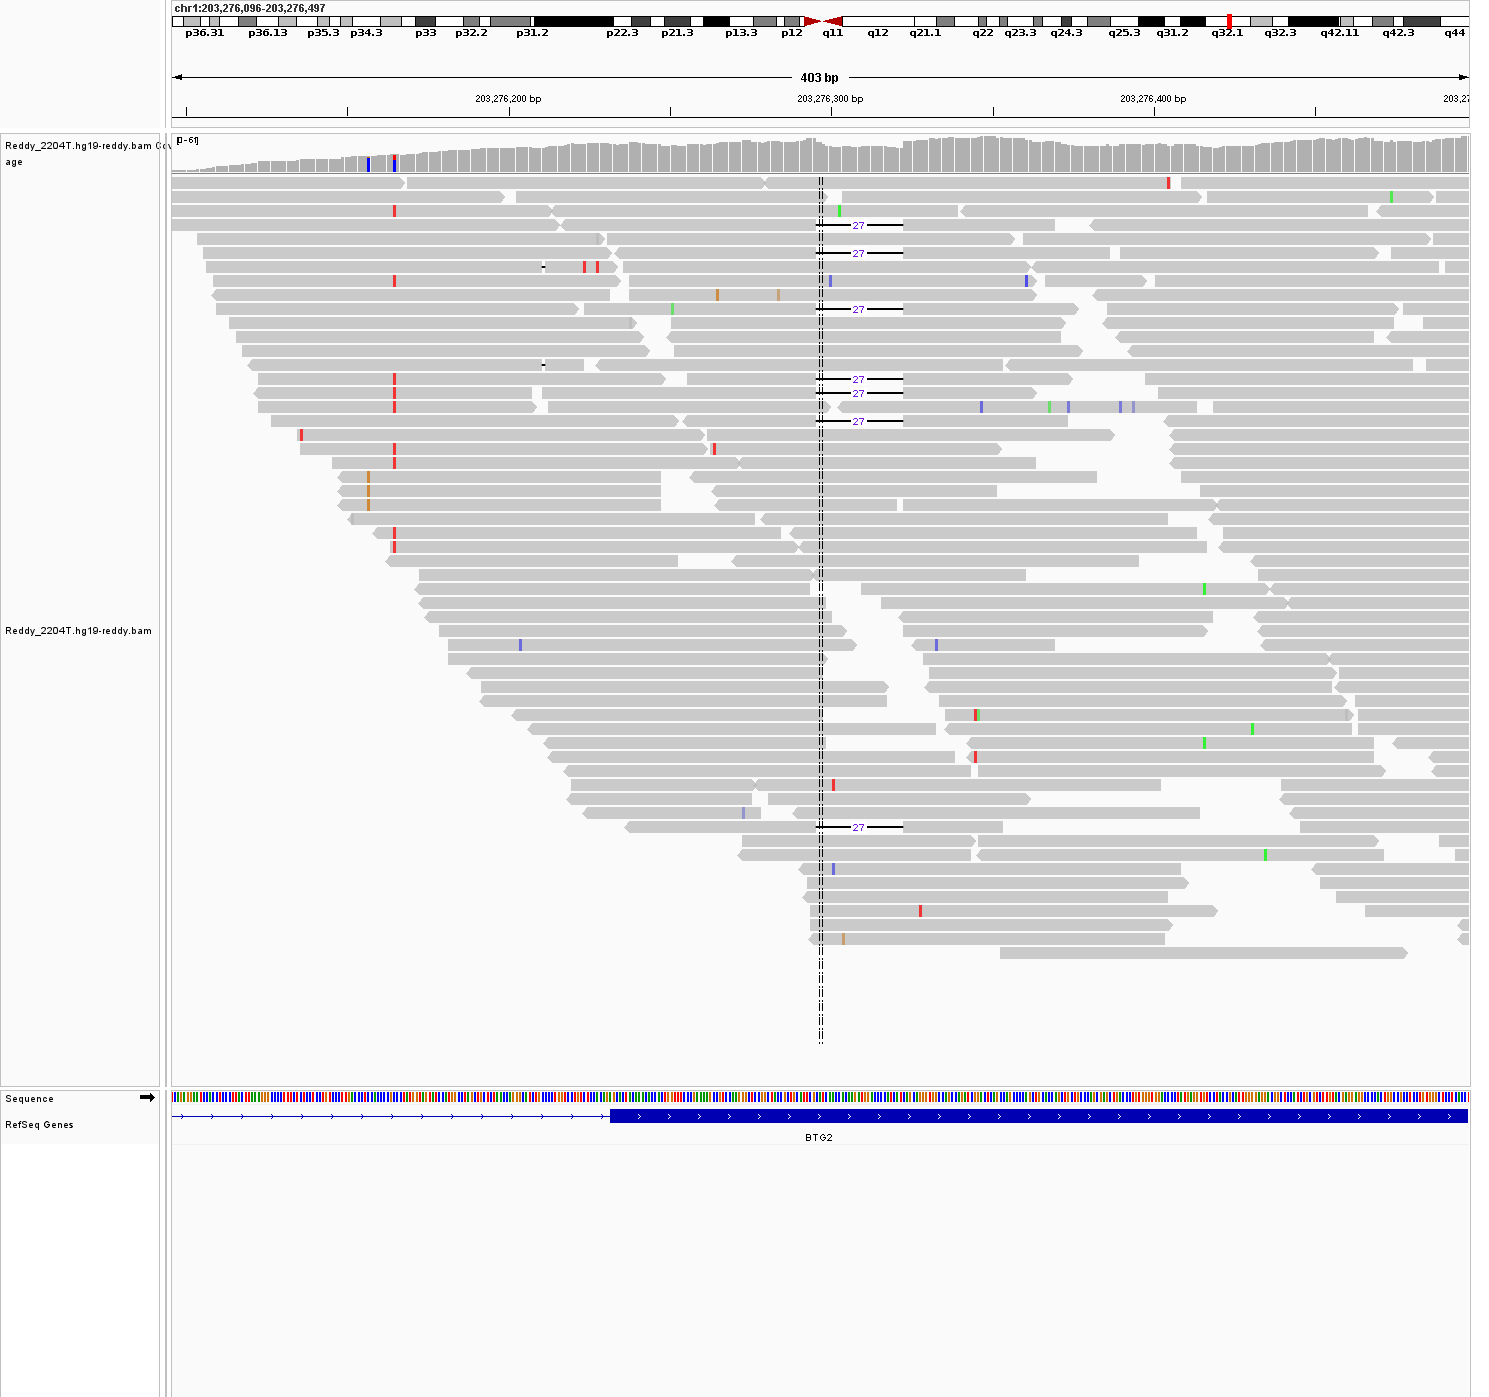 chr1:203,276,096-203,276,497
p36.31 p36.13 p35.3 p34.3 p33 p32.2 p31.2 p22.3 p21.3 p13.3 p12 q11 q12 q21.1 q22 q23.3 q24.3 q25.3 q31.2 q32.1 q32.3 q42.11 q42.3 q44
403 bp
203,276,200 bp 203,276,300 bp 203,276,400 bp 203,27
Reddy_2204T.hg19-reddy.bam Cov
age
[0-61]
27
27
27
27
27
27
27
Reddy_2204T.hg19-reddy.bam
Sequence
RefSeq Genes
BTG2